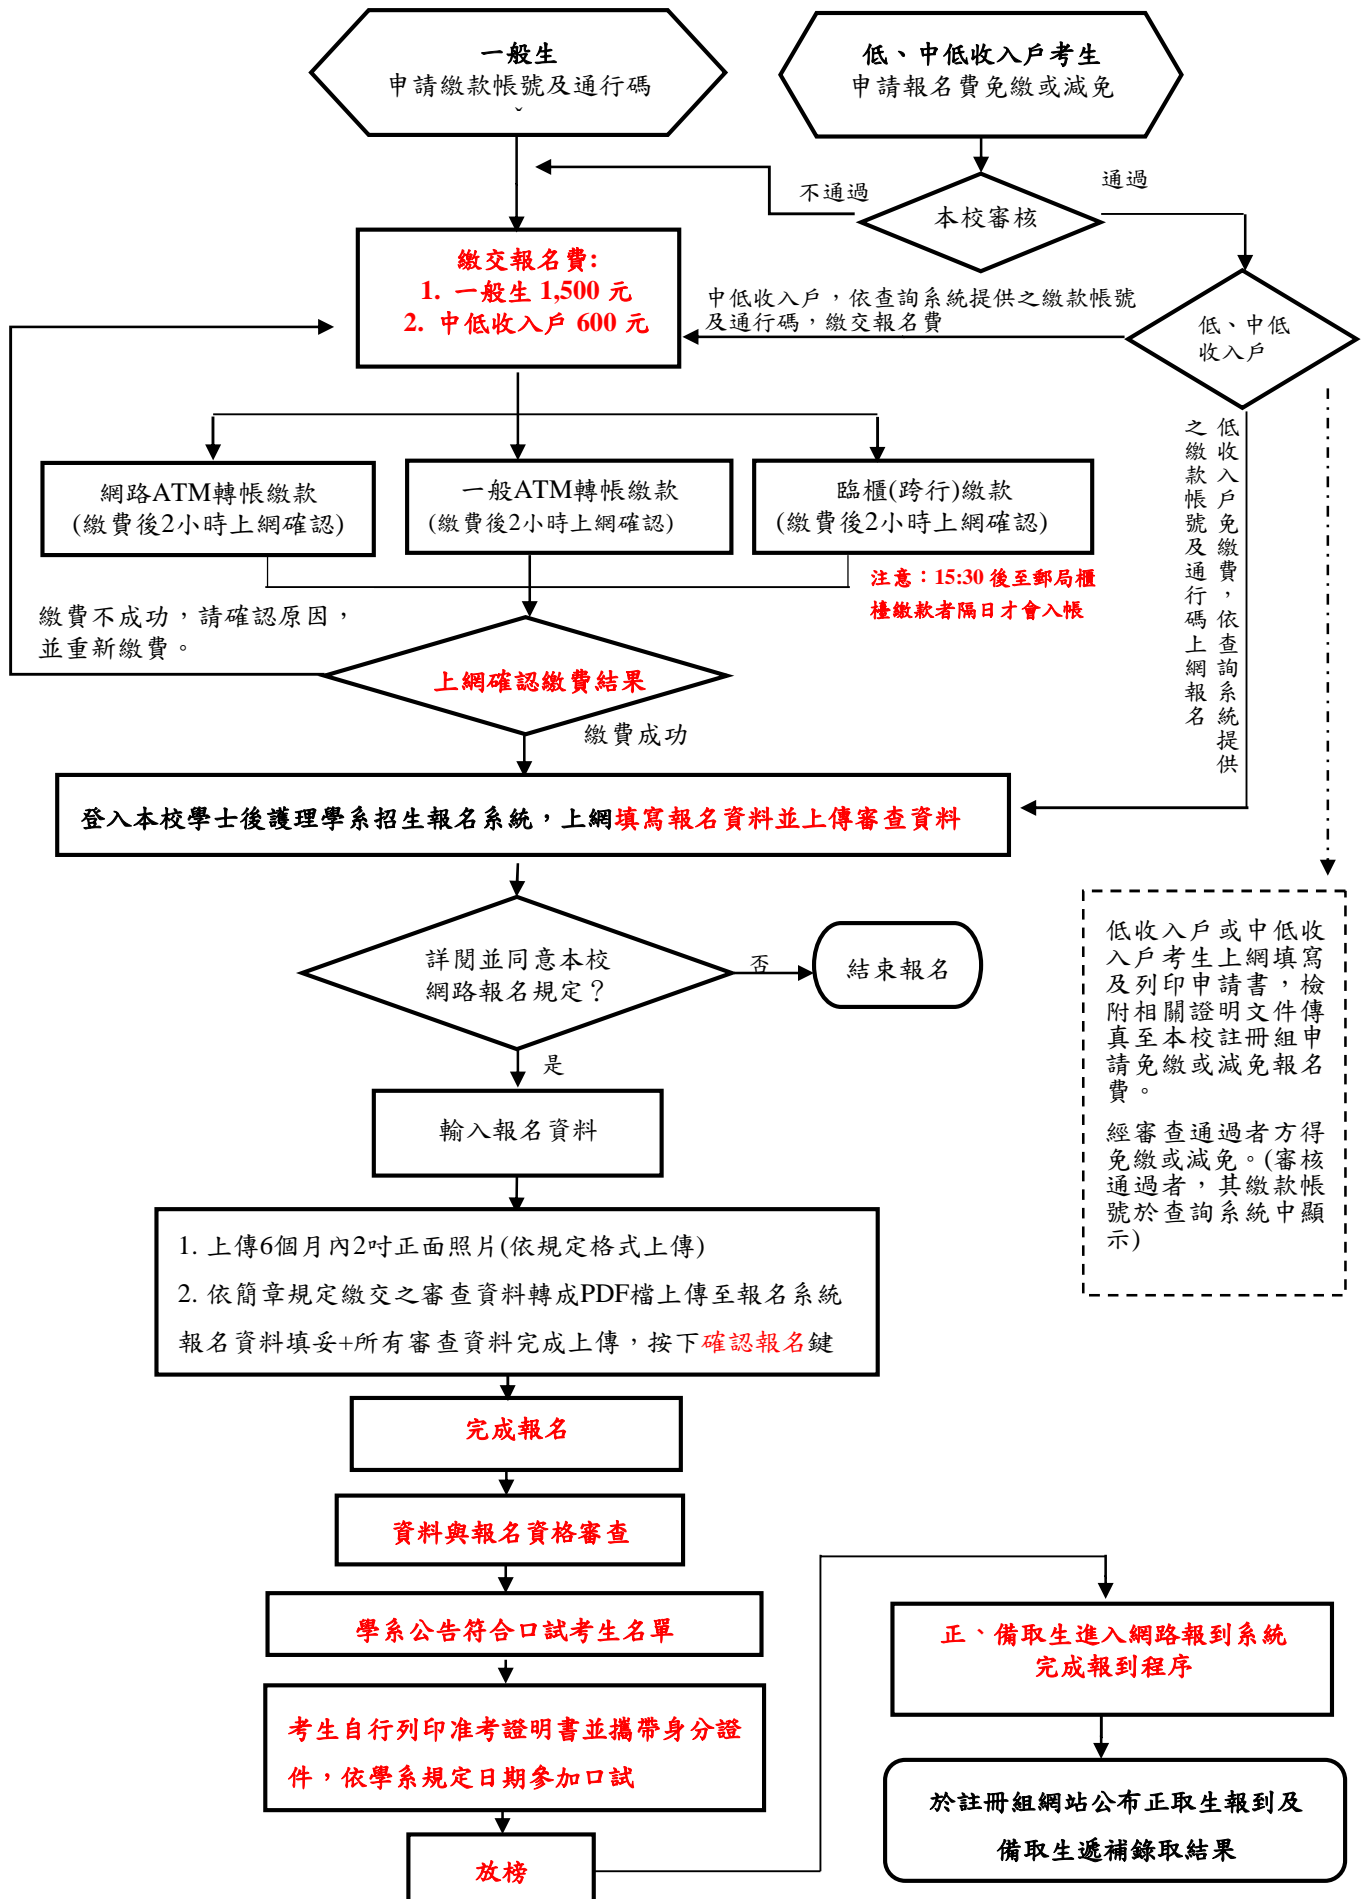 一般生
申請繳款帳號及通行碼
低、中低收入戶考生
申請報名費免繳或減免
不通過
本校審核
通過
繳交報名費:
1. 一般生 1,500 元
2. 中低收入戶 600 元
中低收入戶，依查詢系統提供之繳款帳號
及通行碼，繳交報名費
低、中低
收入戶
網路ATM轉帳繳款
(繳費後2小時上網確認)
一般ATM轉帳繳款
(繳費後2小時上網確認)
臨櫃(跨行)繳款
(繳費後2小時上網確認)
低收入戶免繳費，依查詢系統提供
之繳款帳號及通行碼上網報名
注意：15:30 後至郵局櫃
檯繳款者隔日才會入帳
繳費不成功，請確認原因，
並重新繳費。
上網確認繳費結果
繳費成功
登入本校學士後護理學系招生報名系統，上網填寫報名資料並上傳審查資料
詳閱並同意本校
網路報名規定？
否
結束報名
是
輸入報名資料
低收入戶或中低收
入戶考生上網填寫
及列印申請書，檢
附相關證明文件傳
真至本校註冊組申
請免繳或減免報名
費。
經審查通過者方得
免繳或減免。(審核
通過者，其繳款帳
號於查詢系統中顯
示)
1. 上傳6個月內2吋正面照片(依規定格式上傳)
2. 依簡章規定繳交之審查資料轉成PDF檔上傳至報名系統
報名資料填妥+所有審查資料完成上傳，按下確認報名鍵
完成報名
資料與報名資格審查
學系公告符合口試考生名單
考生自行列印准考證明書並攜帶身分證
件，依學系規定日期參加口試
放榜
正、備取生進入網路報到系統
完成報到程序
於註冊組網站公布正取生報到及
備取生遞補錄取結果